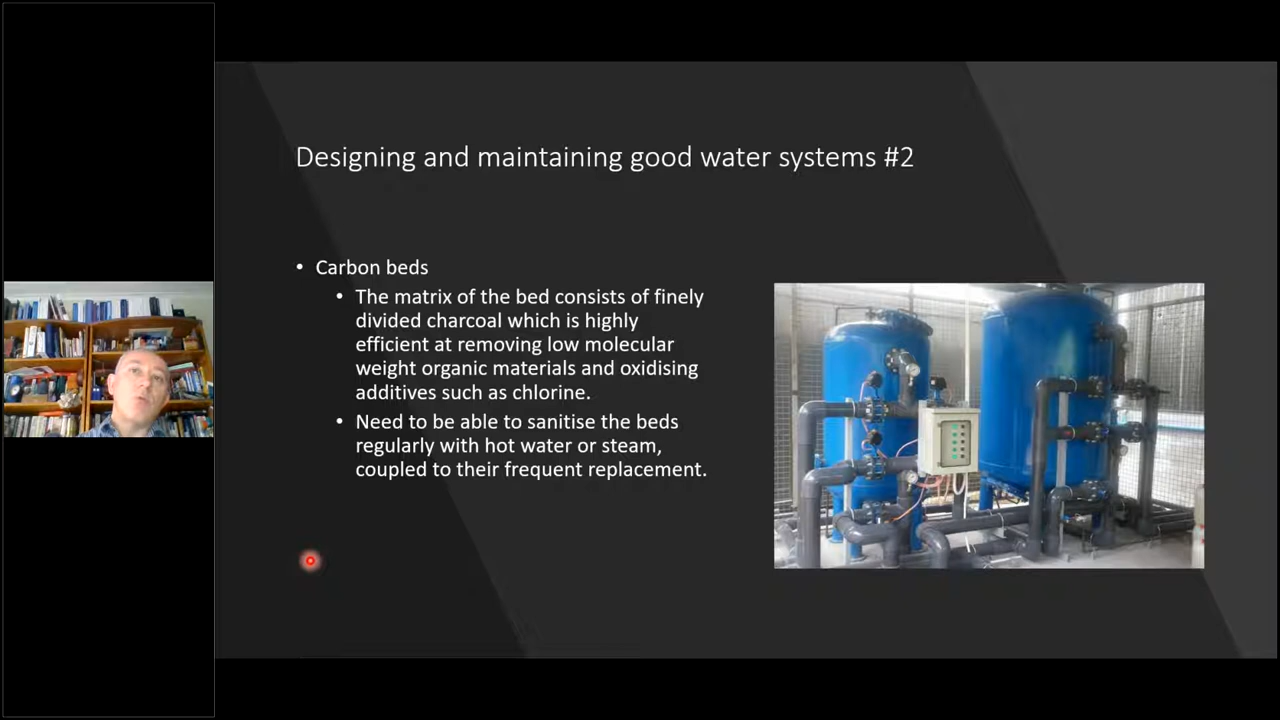 Designing and maintaining good water systems #2
• Carbon beds
• The matrix of the bed consists of finely
divided charcoal which is highly
efficient at removing low molecular
weight organic materials and oxidising
additives such as chlorine.
• Need to be able to sanitise the beds
regularly with hot water or steam,
coupled to their frequent replacement.